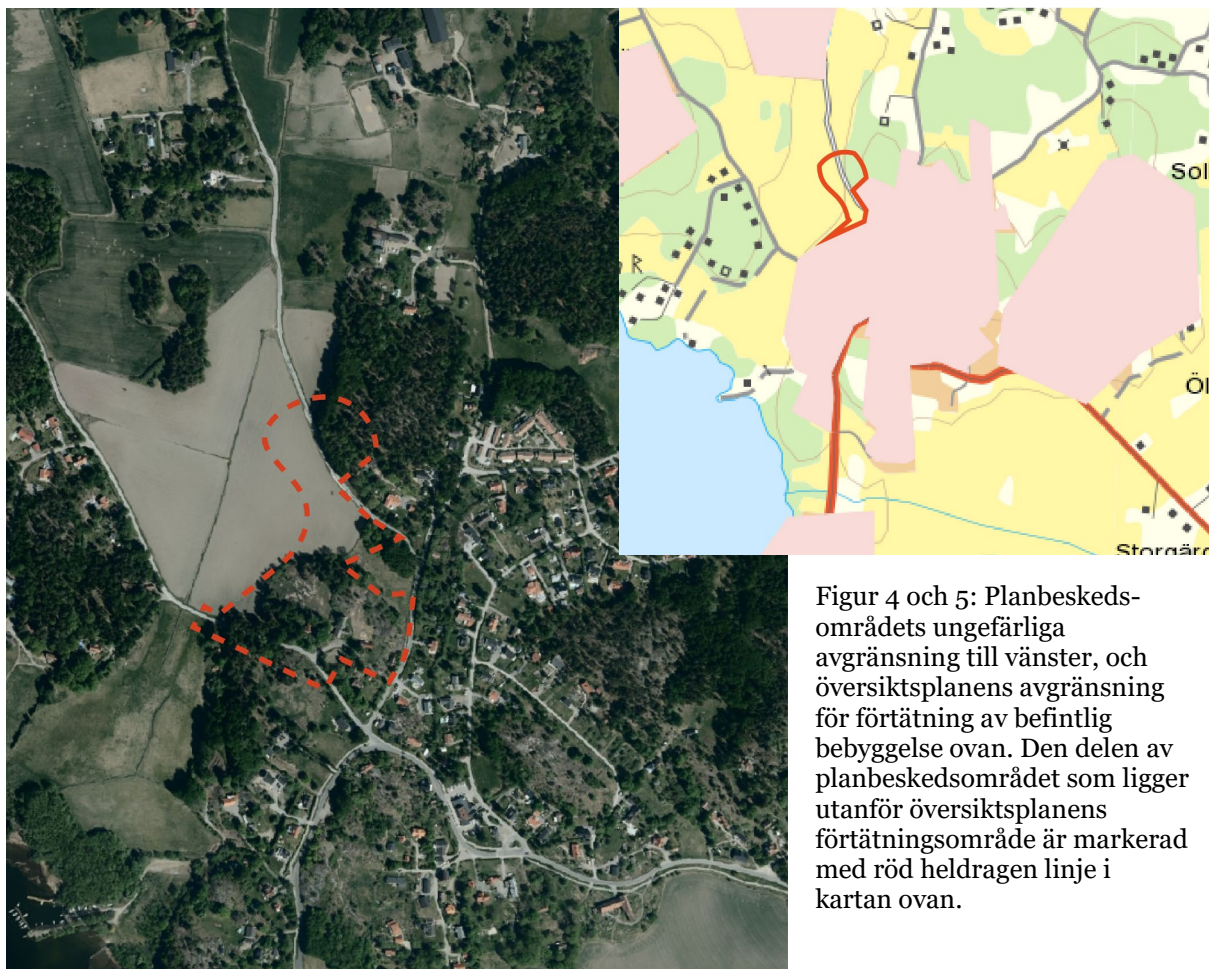 Sol
R
Öl
Storgärd
Figur 4 och 5: Planbeskeds-
områdets ungefärliga
avgränsning till vänster, och
översiktsplanens avgränsning
för förtätning av befintlig
bebyggelse ovan. Den delen av
planbeskedsområdet som ligger
utanför översiktsplanens
förtätningsområde är markerad
med röd heldragen linje i
kartan ovan.